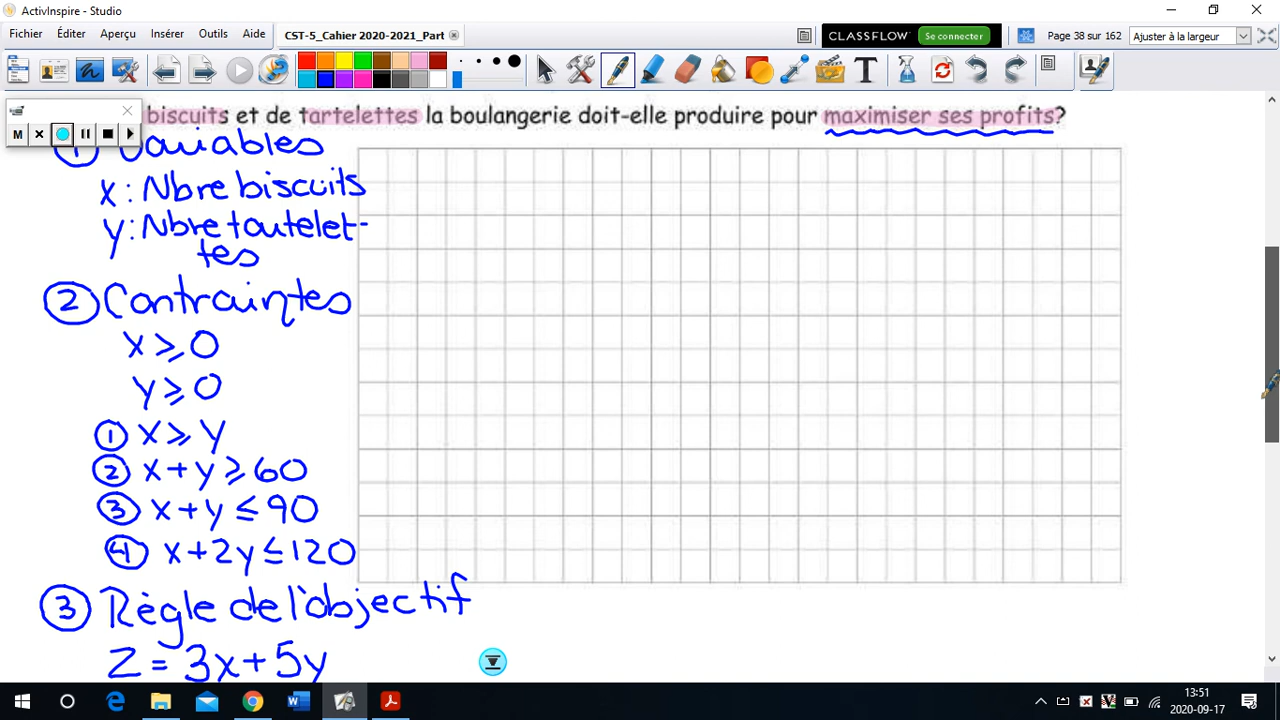 ActivInspire - Studio
Fichier Éditer Aperçu Insérer Outils Aide
CST-5_Cahier 2020-2021_Part
CLASSFLOW Se connecter
Page 38 sur 162
Ajuster à la largeur
M
biscuits et de tartelettes la boulangerie doit-elle produire pour maximiser ses profits?
① Variables
x : Nbre biscuits
y : Nbre toutelet-
tes
② Contraintes
x ≥ 0
y ≥ 0
① x ≥ y
② x + y ≥ 60
③ x + y ≤ 90
④ x + 2y ≤ 120
③ Règle de l'objectif
Z = 3x + 5y
13:51
2020-09-17